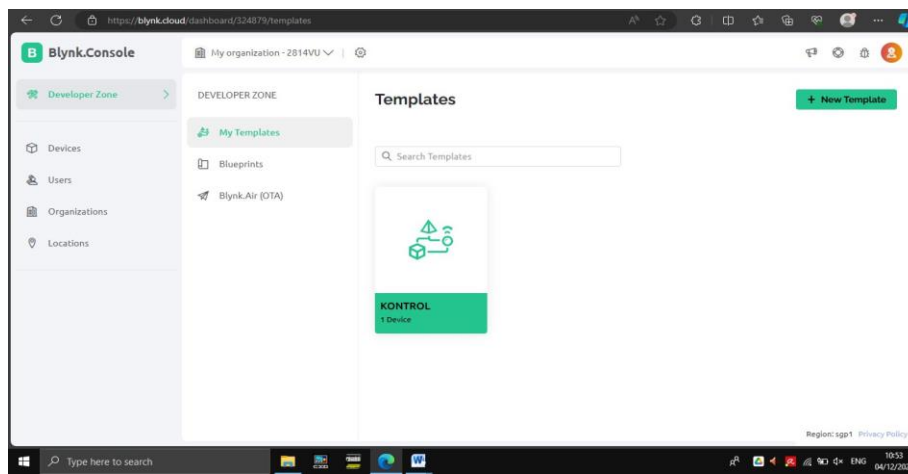 https://blynk.cloud/dashboard/324879/templates
B Blynk.Console
My organization - 2814VU
Developer Zone
DEVELOPER ZONE
Templates
+ New Template
My Templates
Devices
Search Templates
Blueprints
Users
Blynk.Air (OTA)
Organizations
Locations
KONTROL
1 Device
Region: sgp1 Privacy Policy
Type here to search
ENG
10:53